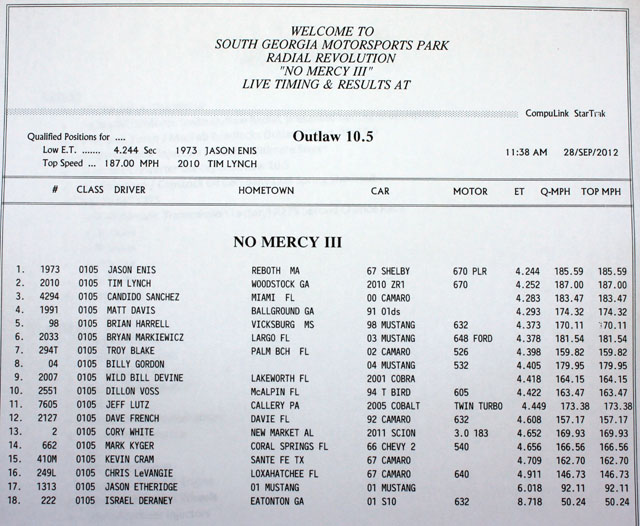 WELCOME TO
SOUTH GEORGIA MOTORSPORTS PARK
RADIAL REVOLUTION
"NO MERCY III"
LIVE TIMING & RESULTS AT
CompuLink StarTrak
Qualified Positions for .... Outlaw 10.5
Low E.T. ....... 4.244 Sec 1973 JASON ENIS
Top Speed ... 187.00 MPH 2010 TIM LYNCH 11:38 AM 28/SEP/2012
# CLASS DRIVER HOMETOWN CAR MOTOR ET Q-MPH TOP MPH
NO MERCY III
1. 1973 0105 JASON ENIS REBOTH MA 67 SHELBY 670 PLR 4.244 185.59 185.59
2. 2010 0105 TIM LYNCH WOODSTOCK GA 2010 ZR1 670 4.252 187.00 187.00
3. 4294 0105 CANDIDO SANCHEZ MIAMI FL 00 CAMARO 4.283 183.47 183.47
4. 1991 0105 MATT DAVIS BALLGROUND GA 91 Olds 4.293 174.32 174.32
5. 98 0105 BRIAN HARRELL VICKSBURG MS 98 MUSTANG 632 4.373 170.11 170.11
6. 2033 0105 BRYAN MARKIEWICZ LARGO FL 03 MUSTANG 648 FORD 4.378 181.54 181.54
7. 294T 0105 TROY BLAKE PALM BCH FL 02 CAMARO 526 4.398 159.82 159.82
8. 04 0105 BILLY GORDON 04 MUSTANG 532 4.405 179.95 179.95
9. 2007 0105 WILD BILL DEVINE LAKEWORTH FL 2001 COBRA 4.418 164.15 164.15
10. 2551 0105 DILLON VOSS McALPIN FL 94 T BIRD 605 4.422 163.47 163.47
11. 7605 0105 JEFF LUTZ CALLERY PA 2005 COBALT TWIN TURBO 4.449 173.38 173.38
12. 2127 0105 DAVE FRENCH DAVIE FL 92 CAMARO 632 4.608 157.17 157.17
13. 2 0105 CORY WHITE NEW MARKET AL 2011 SCION 3.0 183 4.652 169.93 169.93
14. 662 0105 MARK KYGER CORAL SPRINGS FL 66 CHEVY 2 540 4.656 166.56 166.56
15. 410M 0105 KEVIN CRAM SANTE FE TX 67 CAMARO 4.709 162.70 162.70
16. 249L 0105 CHRIS LeVANGIE LOXAHATCHEE FL 67 CAMARO 640 4.911 146.73 146.73
17. 1313 0105 JASON ETHERIDGE 01 MUSTANG 01 MUSTANG 6.018 92.11 92.11
18. 222 0105 ISRAEL DERANEY EATONTON GA 01 S10 632 8.718 50.24 50.24